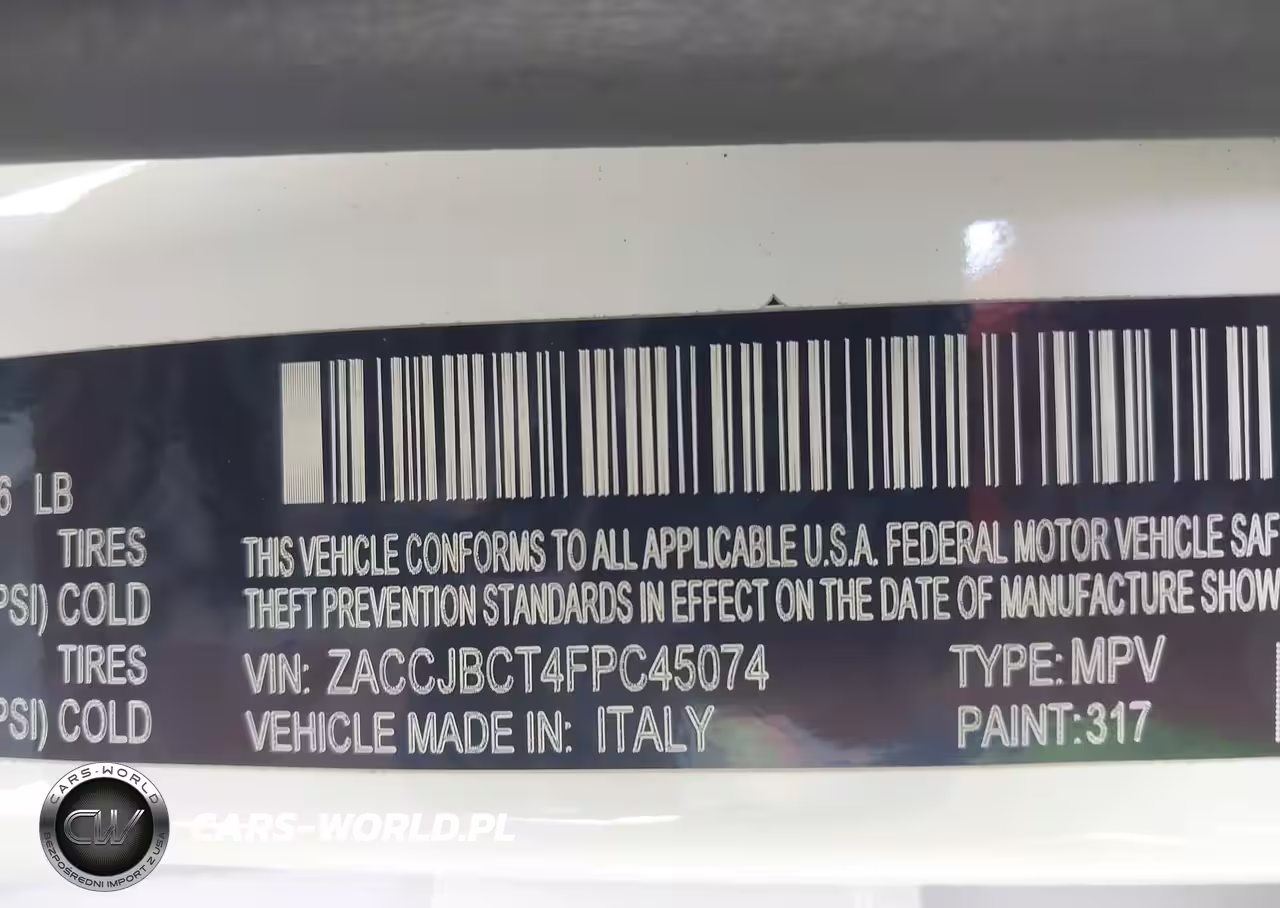 6 LB
TIRES
PSI) COLD
TIRES
PSI) COLD
THIS VEHICLE CONFORMS TO ALL APPLICABLE U.S.A. FEDERAL MOTOR VEHICLE SAF
THEFT PREVENTION STANDARDS IN EFFECT ON THE DATE OF MANUFACTURE SHOW
VIN: ZACCJBCT4FPC45074 TYPE: MPV
VEHICLE MADE IN: ITALY PAINT: 317
CARS-WORLD
CW
BEZPOŚREDNI IMPORT Z USA
CARS-WORLD.PL